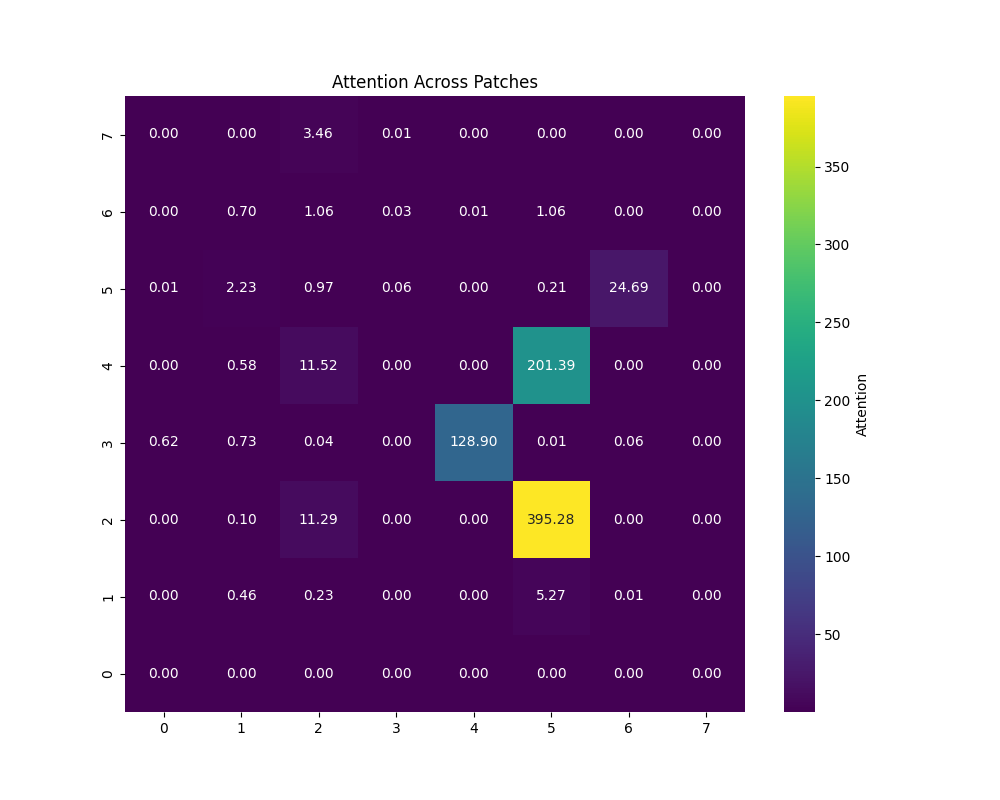 Attention Across Patches
7 0.00 0.00 3.46 0.01 0.00 0.00 0.00 0.00
6 0.00 0.70 1.06 0.03 0.01 1.06 0.00 0.00
5 0.01 2.23 0.97 0.06 0.00 0.21 24.69 0.00
4 0.00 0.58 11.52 0.00 0.00 201.39 0.00 0.00
3 0.62 0.73 0.04 0.00 128.90 0.01 0.06 0.00
2 0.00 0.10 11.29 0.00 0.00 395.28 0.00 0.00
1 0.00 0.46 0.23 0.00 0.00 5.27 0.01 0.00
0 0.00 0.00 0.00 0.00 0.00 0.00 0.00 0.00
0 1 2 3 4 5 6 7
350
300
250
200
150
100
50
Attention